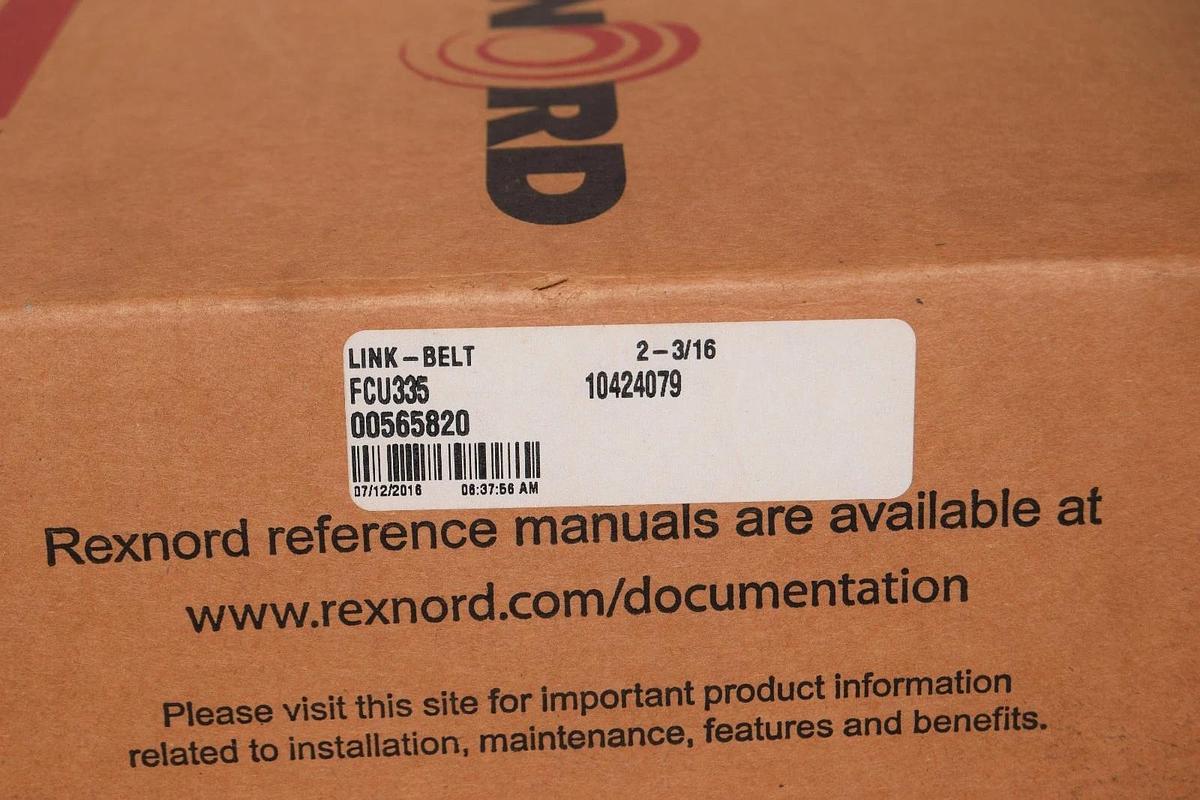 NORD
LINK-BELT 2-3/16
FCU335 10424079
00565820
07/12/2016 06:37:56 AM
Rexnord reference manuals are available at
www.rexnord.com/documentation
Please visit this site for important product information
related to installation, maintenance, features and benefits.